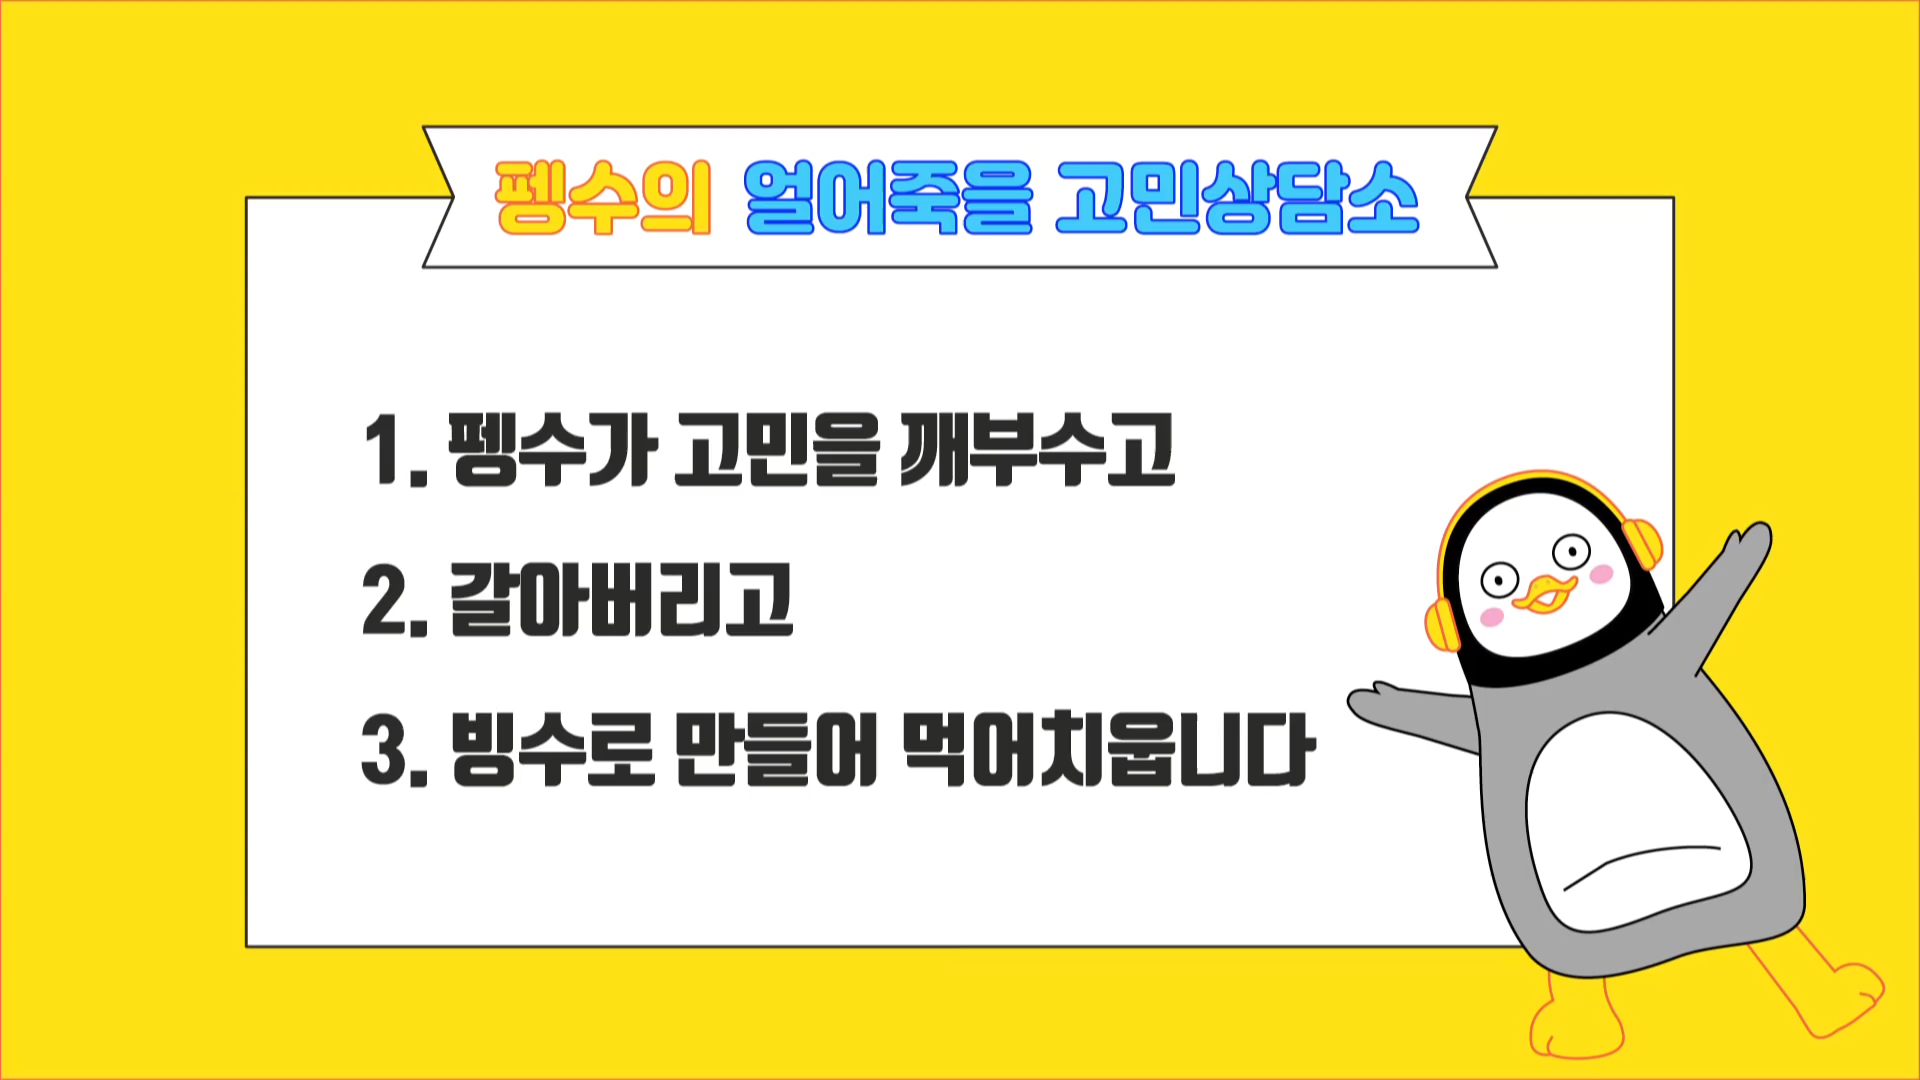 펭수의 얼어죽을 고민상담소
1. 펭수가 고민을 깨부수고
2. 갈아버리고
3. 빙수로 만들어 먹어치웁니다